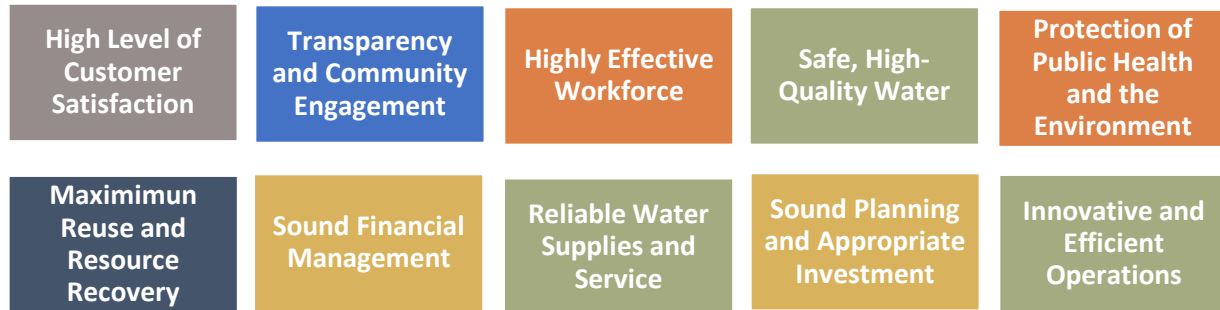 High Level of
Customer
Satisfaction
Transparency
and Community
Engagement
Highly Effective
Workforce
Safe, High-
Quality Water
Protection of
Public Health
and the
Environment
Maximimun
Reuse and
Resource
Recovery
Sound Financial
Management
Reliable Water
Supplies and
Service
Sound Planning
and Appropriate
Investment
Innovative and
Efficient
Operations